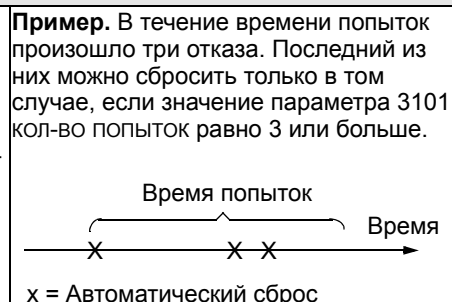 Пример. В течение времени попыток
произошло три отказа. Последний из
них можно сбросить только в том
случае, если значение параметра 3101
КОЛ-ВО ПОПЫТОК равно 3 или больше.
Время попыток
Время
X X X
x = Автоматический сброс